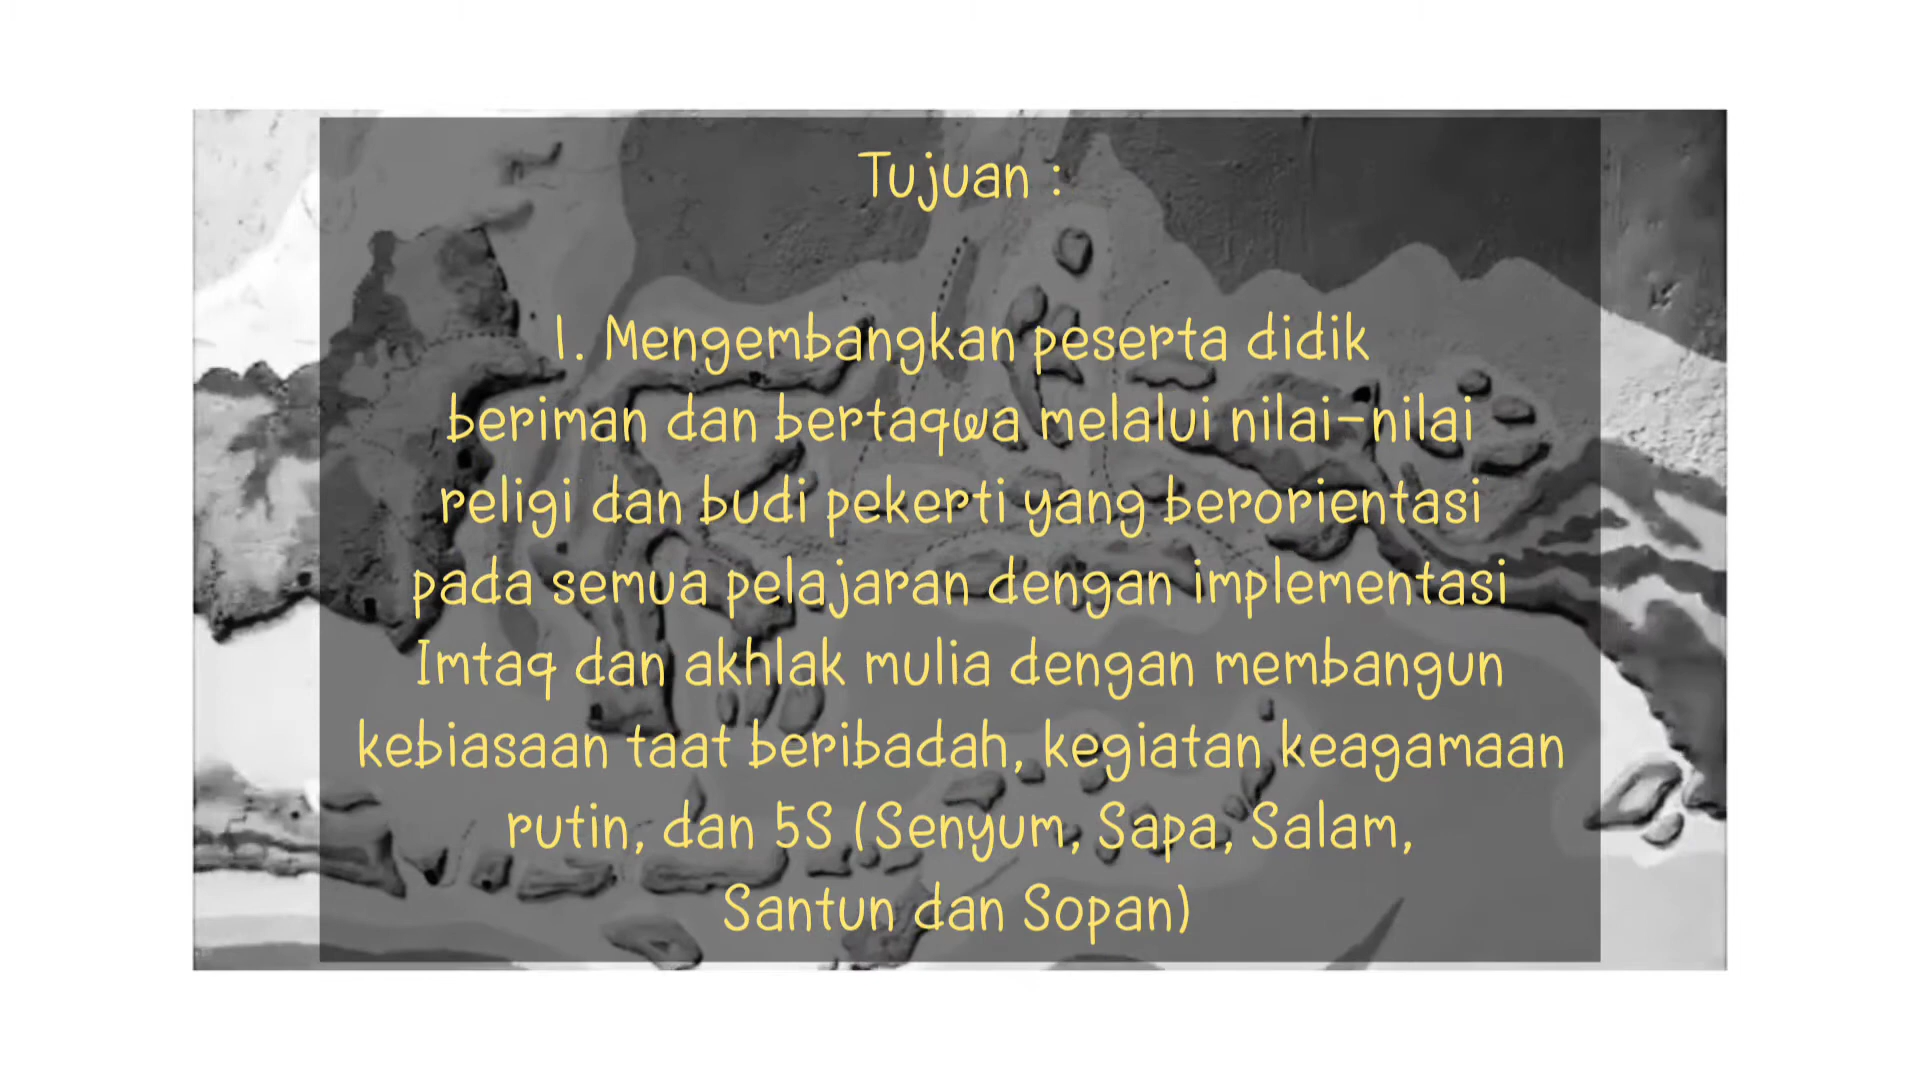 Tujuan :
1. Mengembangkan peserta didik
beriman dan bertaqwa melalui nilai-nilai
religi dan budi pekerti yang berorientasi
pada semua pelajaran dengan implementasi
Imtaq dan akhlak mulia dengan membangun
kebiasaan taat beribadah, kegiatan keagamaan
rutin, dan 5S (Senyum, Sapa, Salam,
Santun dan Sopan)